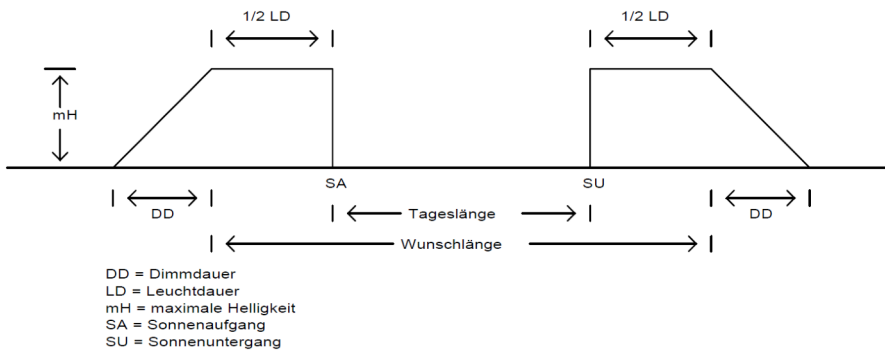 1/2 LD 1/2 LD
mH
SA SU
DD Tageslänge DD
Wunschlänge
DD = Dimmdauer
LD = Leuchtdauer
mH = maximale Helligkeit
SA = Sonnenaufgang
SU = Sonnenuntergang